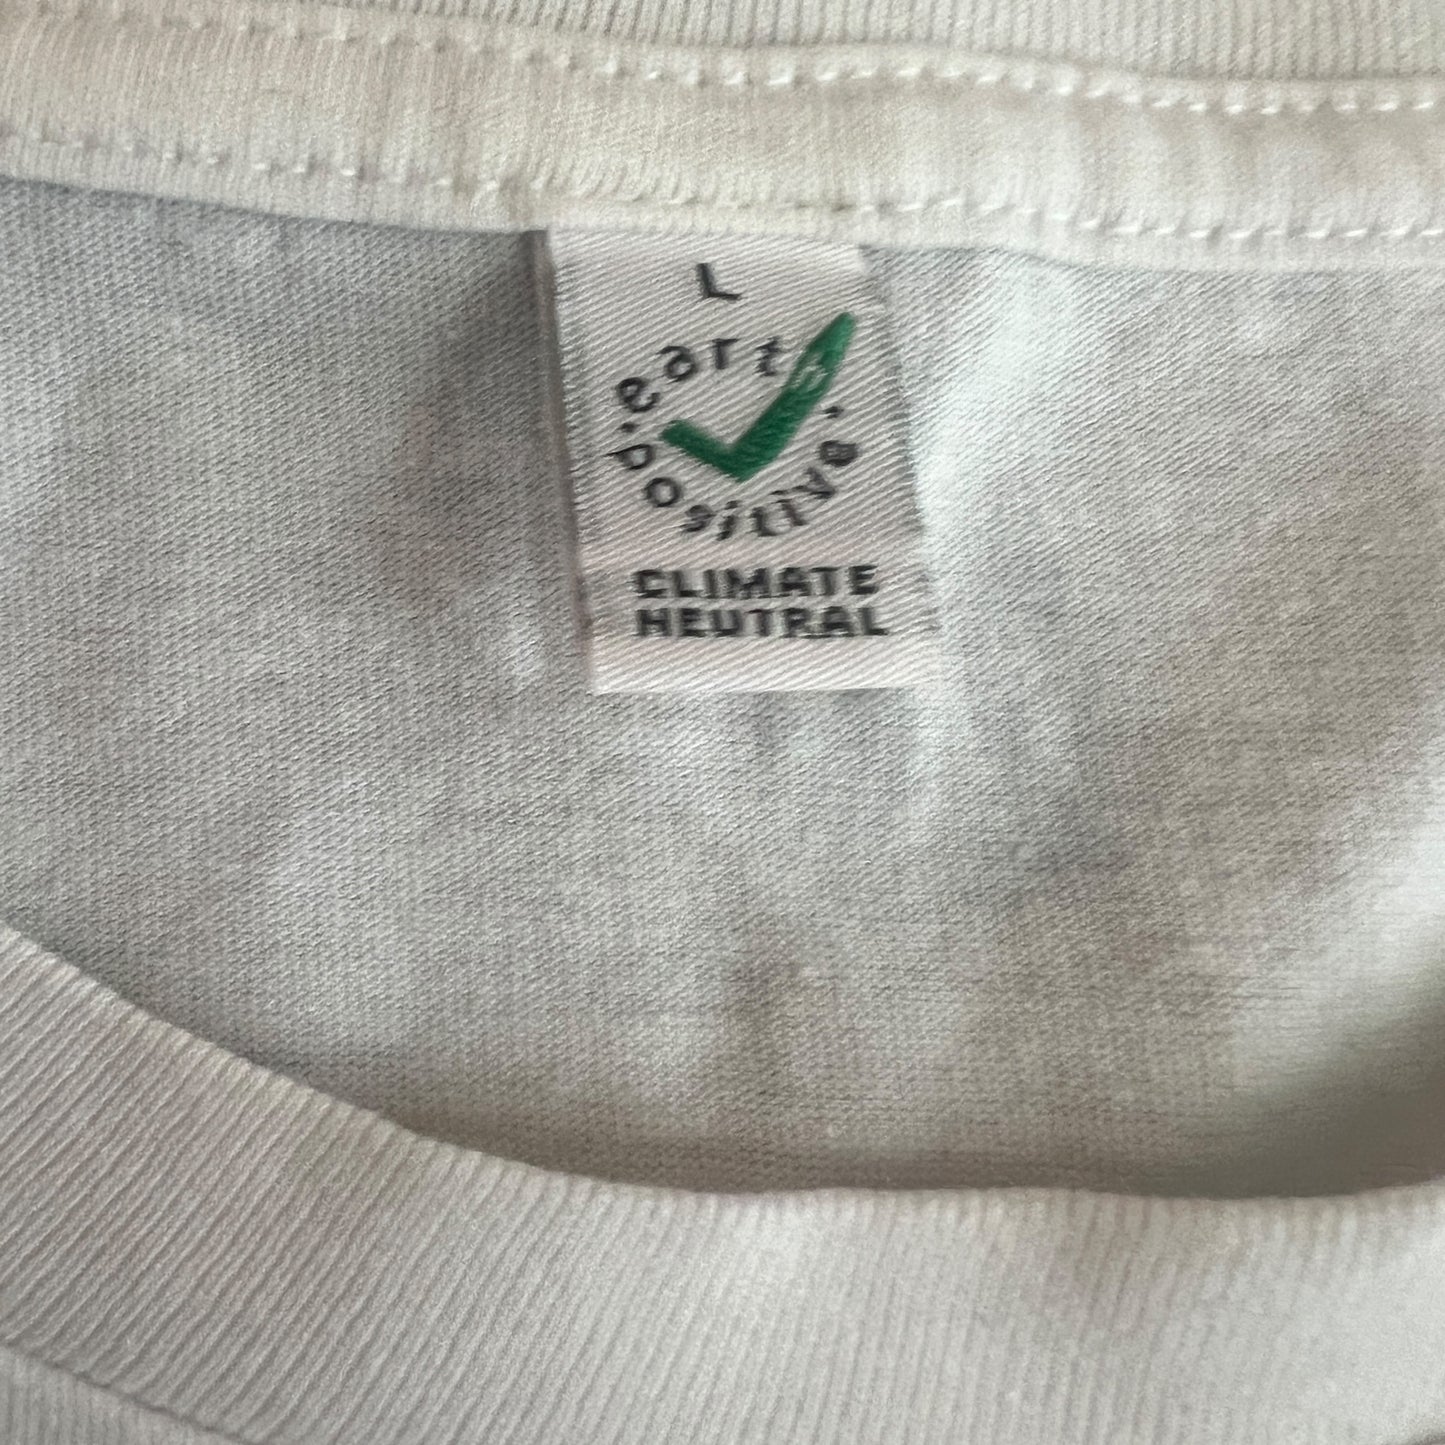 L
earth
positive
CLIMATE
NEUTRAL